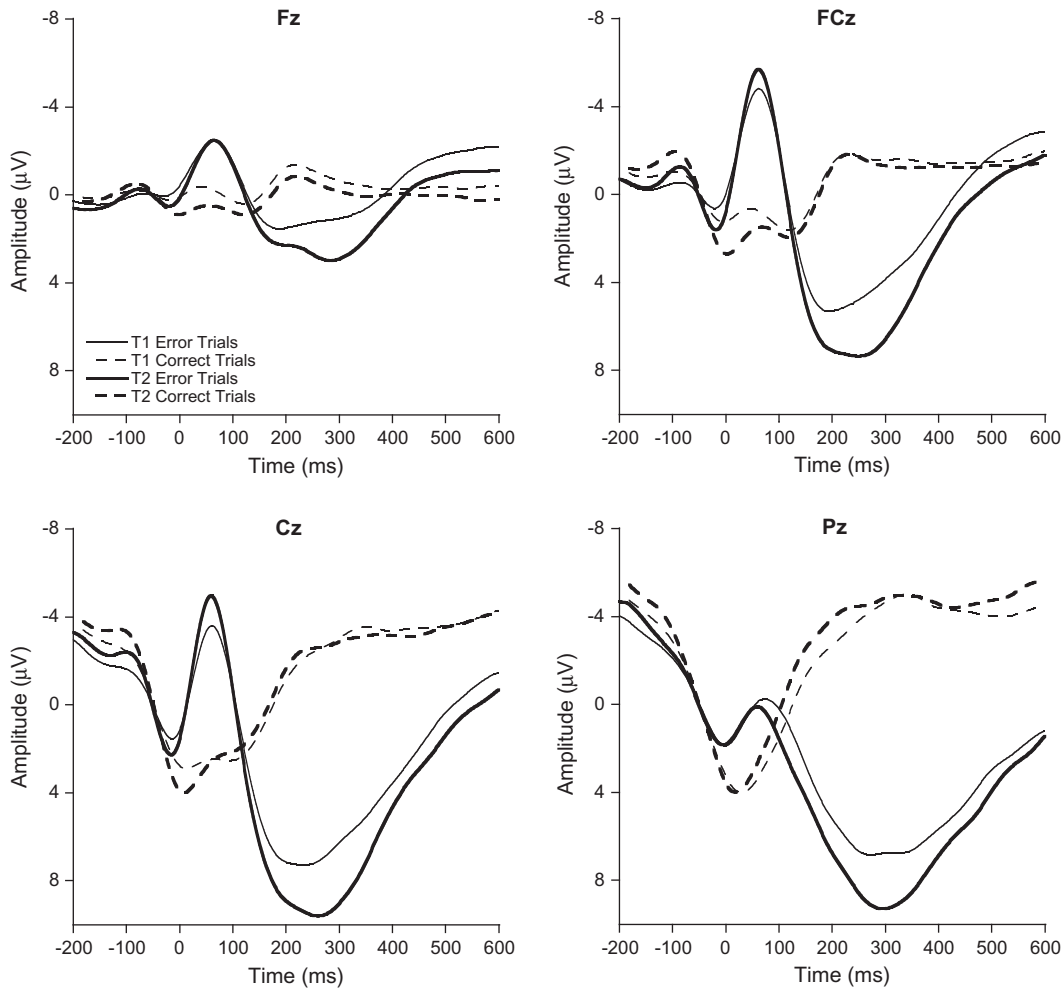 Fz
-8
-4
0
4
8
Amplitude (μV)
T1 Error Trials
T1 Correct Trials
T2 Error Trials
T2 Correct Trials
-200 -100 0 100 200 300 400 500 600
Time (ms)
FCz
-8
-4
0
4
8
Amplitude (μV)
-200 -100 0 100 200 300 400 500 600
Time (ms)
Cz
-8
-4
0
4
8
Amplitude (μV)
-200 -100 0 100 200 300 400 500 600
Time (ms)
Pz
-8
-4
0
4
8
Amplitude (μV)
-200 -100 0 100 200 300 400 500 600
Time (ms)